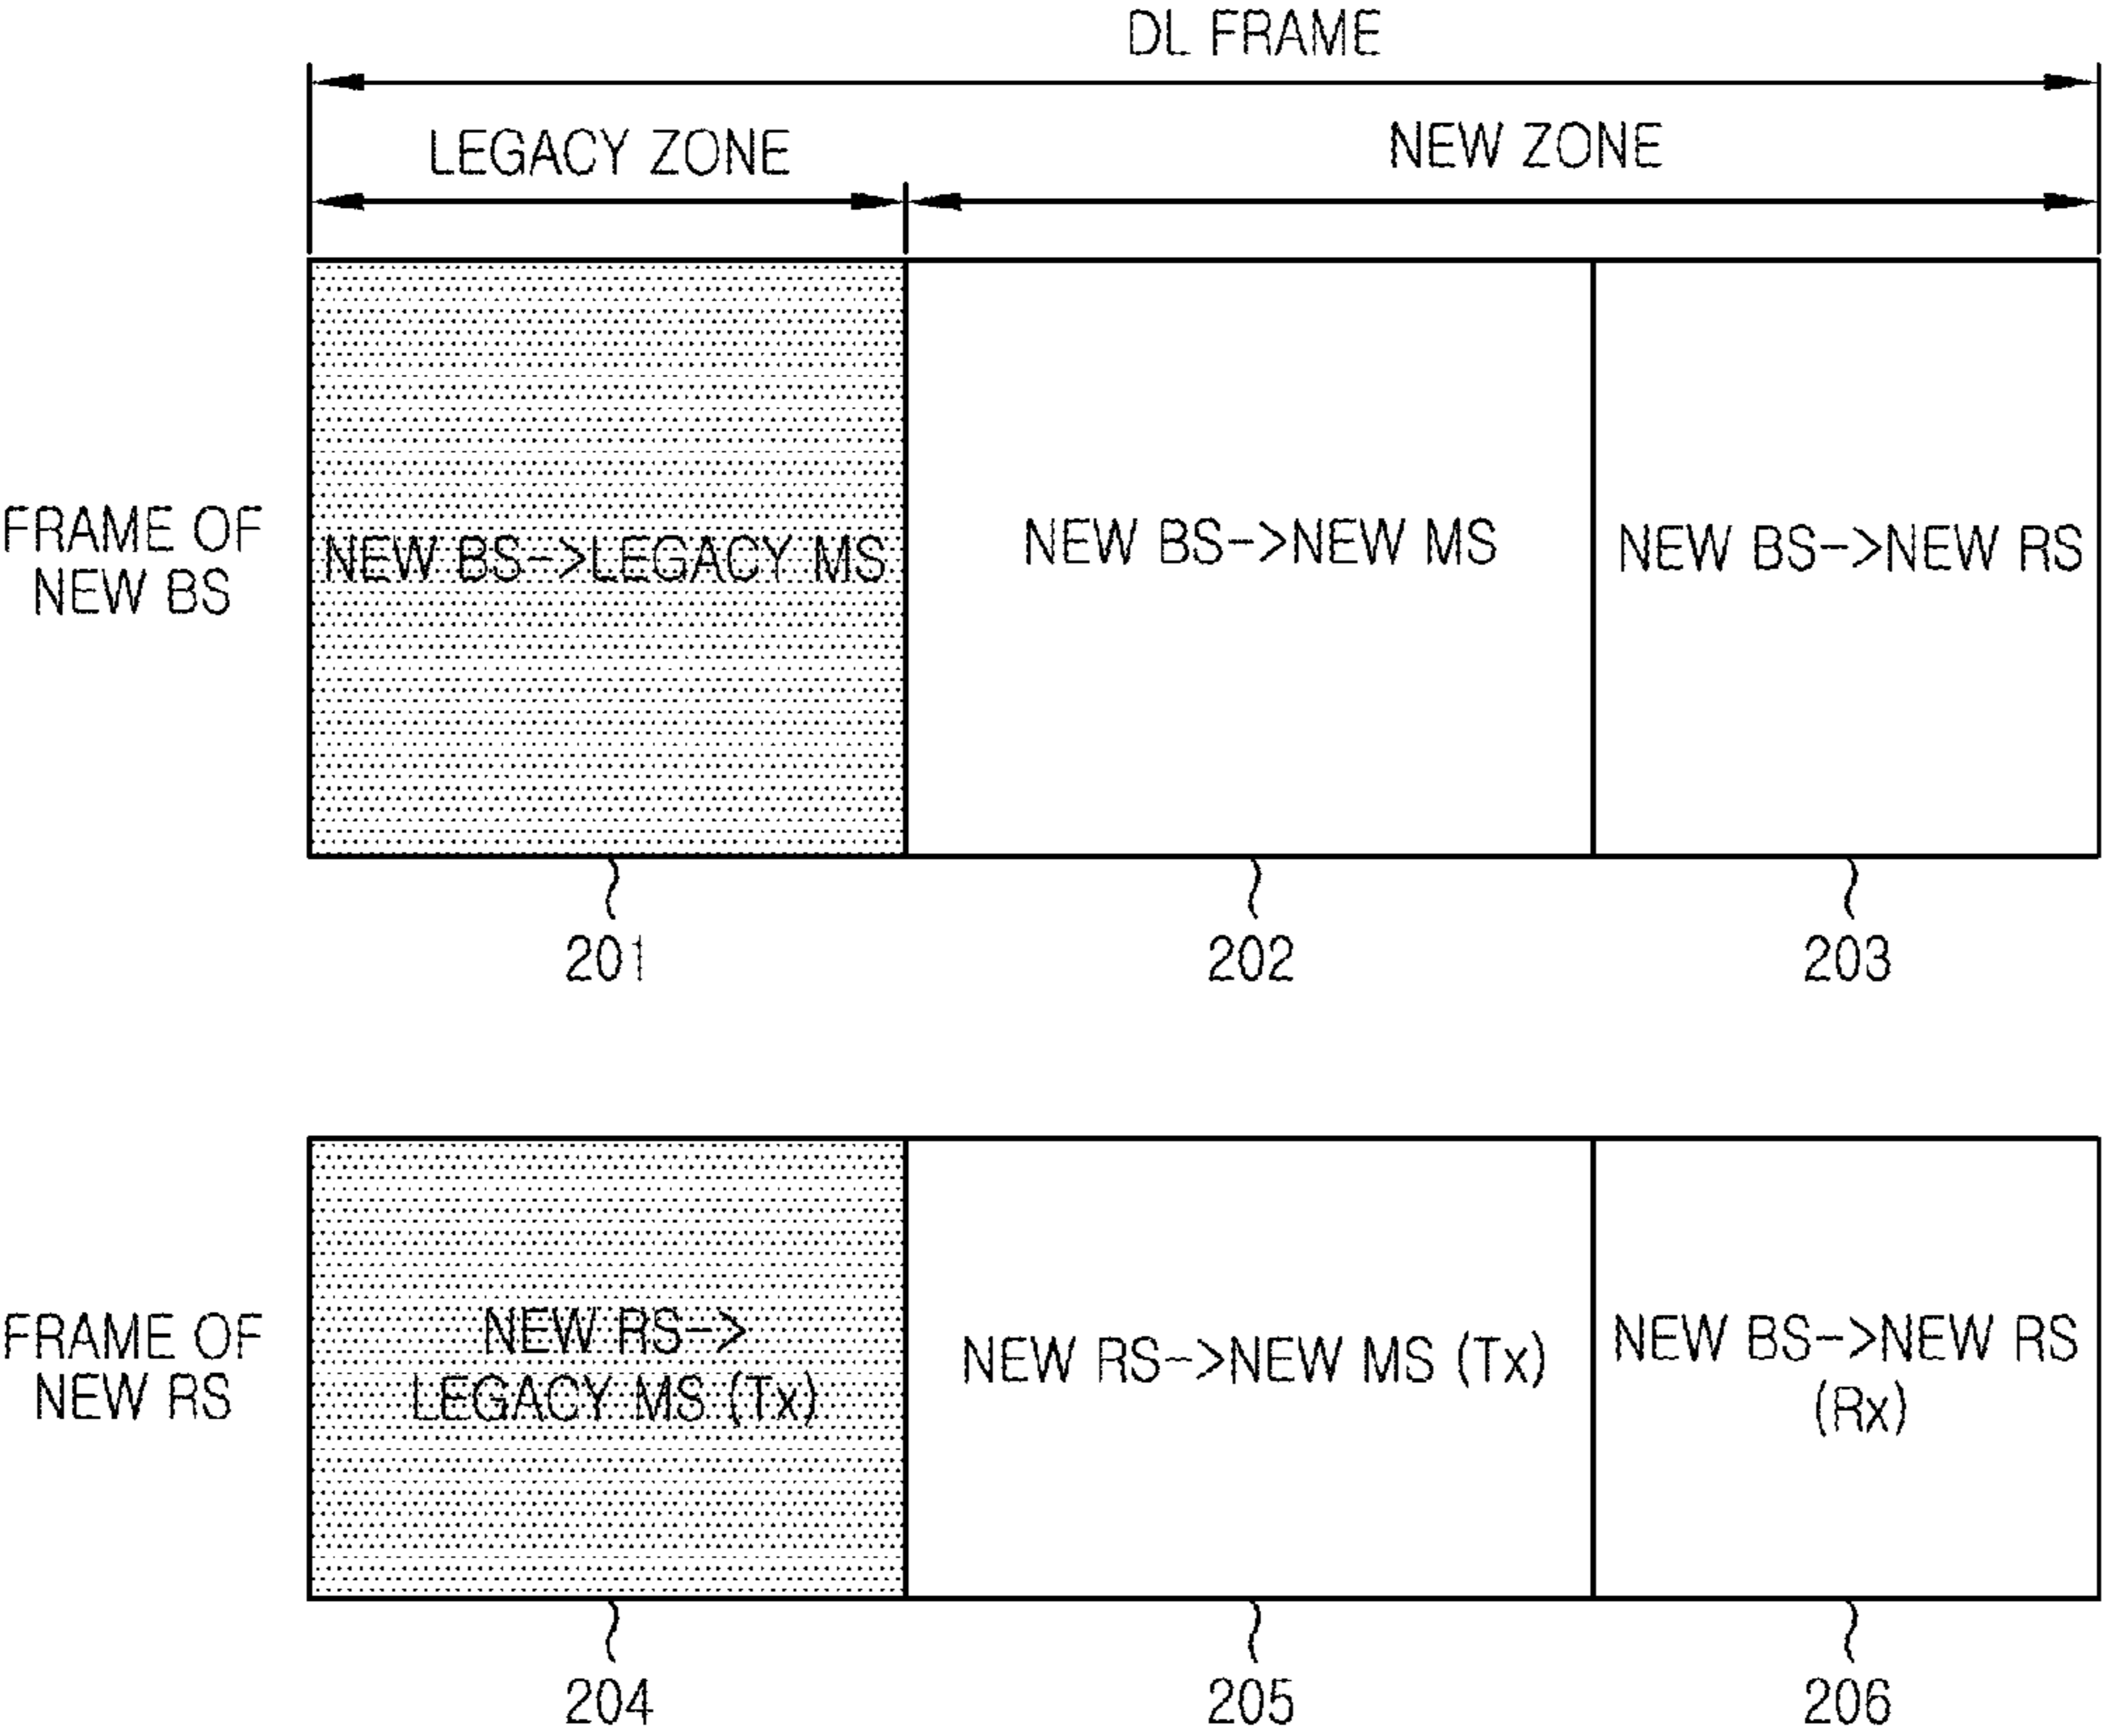 DL FRAME
LEGACY ZONE
NEW ZONE
FRAME OF
NEW BS
NEW BS->LEGACY MS
NEW BS->NEW MS
NEW BS->NEW RS
201
202
203
FRAME OF
NEW RS
NEW RS->
LEGACY MS (Tx)
NEW RS->NEW MS (Tx)
NEW BS->NEW RS
(Rx)
204
205
206